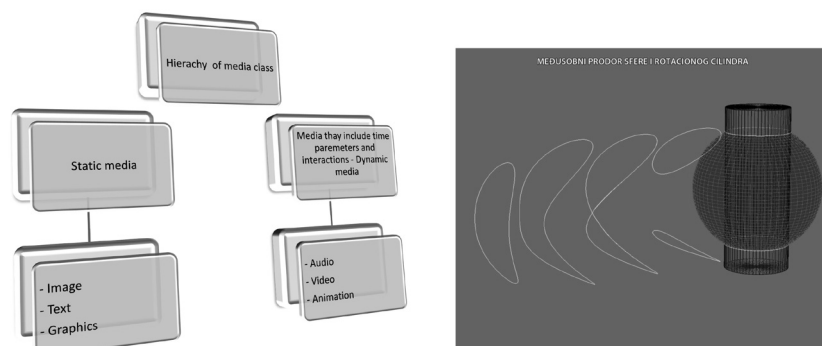 Hierachy of media class
Static media
Media thay include time
paremeters and
interactions - Dynamic
media
- Image
- Text
- Graphics
- Audio
- Video
- Animation
MEĐUSOBNI PRODOR SFERE I ROTACIONOG CILINDRA